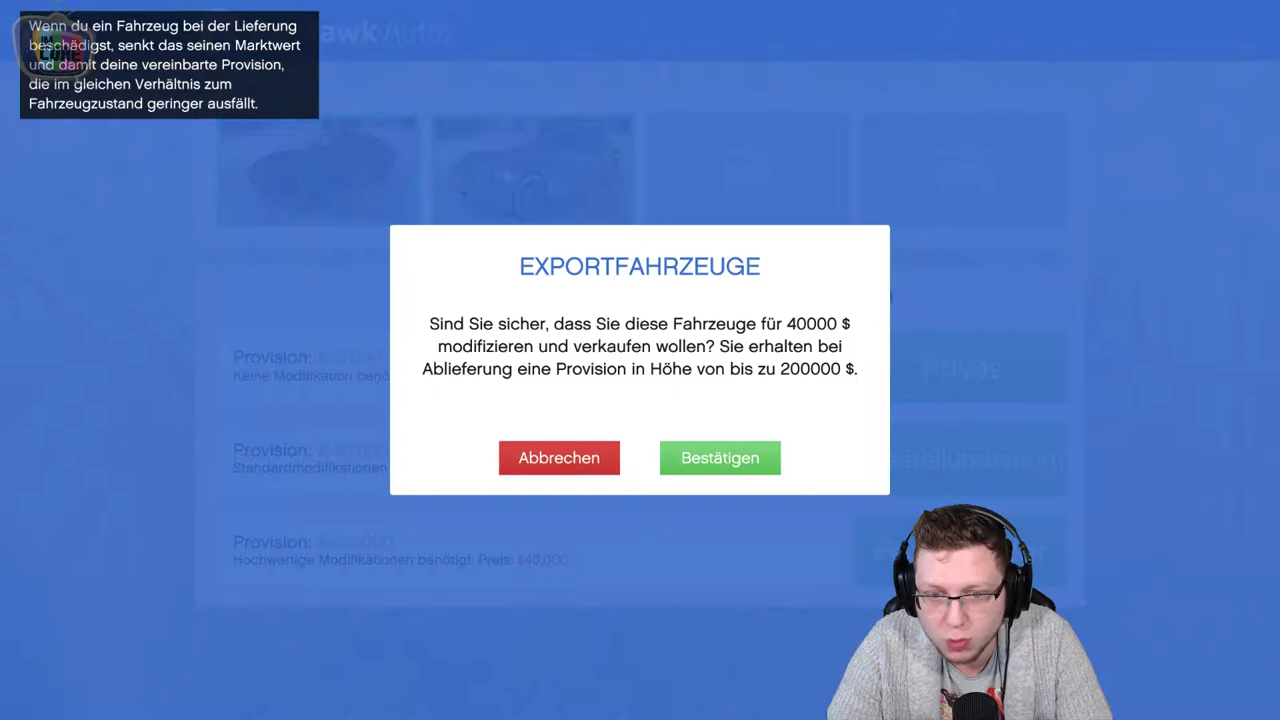 Wenn du ein Fahrzeug bei der Lieferung
beschädigst, senkt das seinen Marktwert
und damit deine vereinbarte Provision,
die im gleichen Verhältnis zum
Fahrzeugzustand geringer ausfällt.
EXPORTFAHRZEUGE
Sind Sie sicher, dass Sie diese Fahrzeuge für 40000 $
modifizieren und verkaufen wollen? Sie erhalten bei
Ablieferung eine Provision in Höhe von bis zu 200000 $.
Abbrechen
Bestätigen
Provision:
Keine Modifikation
Provision:
Standardmodifikationen
Provision:
Hochwertige Modifikationen benötigt: Preis: $40,000